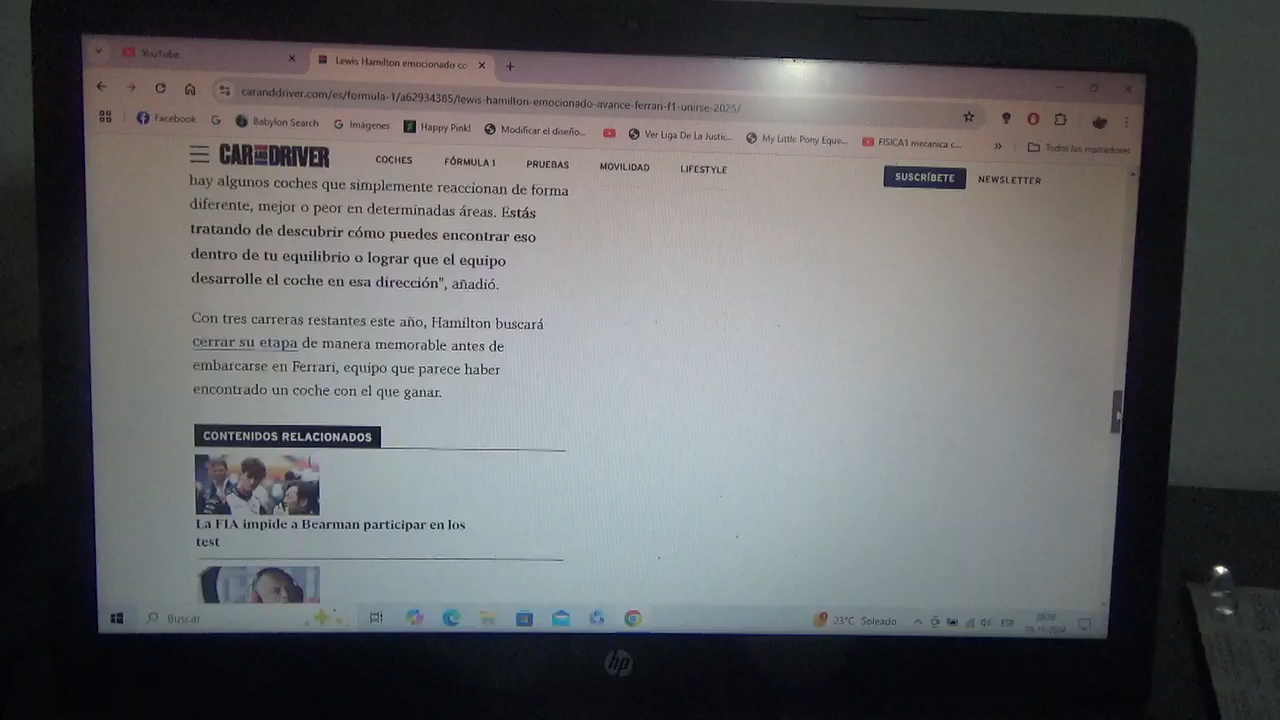 YouTube
Lewis Hamilton emocionado co
caranddriver.com/es/formula-1/a62934385/lewis-hamilton-emocionado-avance-ferrari-f1-unirse-2025/
Facebook
Babylon Search
Imágenes
Happy Pink!
Modificar el diseño...
Ver Liga De La Justic...
My Little Pony Eque...
FISICA1 mecanica c...
Todos los marcadores
CAR AND DRIVER
COCHES
FÓRMULA 1
PRUEBAS
MOVILIDAD
LIFESTYLE
SUSCRÍBETE
NEWSLETTER
hay algunos coches que simplemente reaccionan de forma
diferente, mejor o peor en determinadas áreas. Estás
tratando de descubrir cómo puedes encontrar eso
dentro de tu equilibrio o lograr que el equipo
desarrolle el coche en esa dirección", añadió.
Con tres carreras restantes este año, Hamilton buscará
cerrar su etapa de manera memorable antes de
embarcarse en Ferrari, equipo que parece haber
encontrado un coche con el que ganar.
CONTENIDOS RELACIONADOS
La FIA impide a Bearman participar en los
test
Buscar
23°C Soleado
ESP
hp